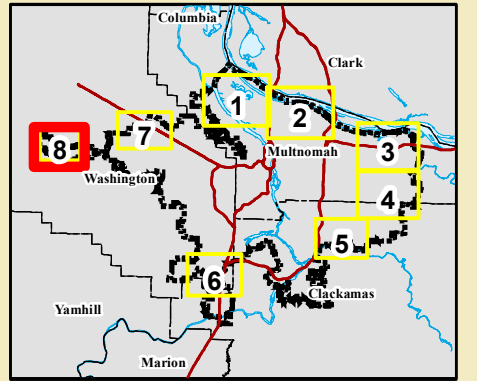 Columbia
Clark
1
2
8
7
Multnomah
3
Washington
4
5
6
Clackamas
Yamhill
Marion